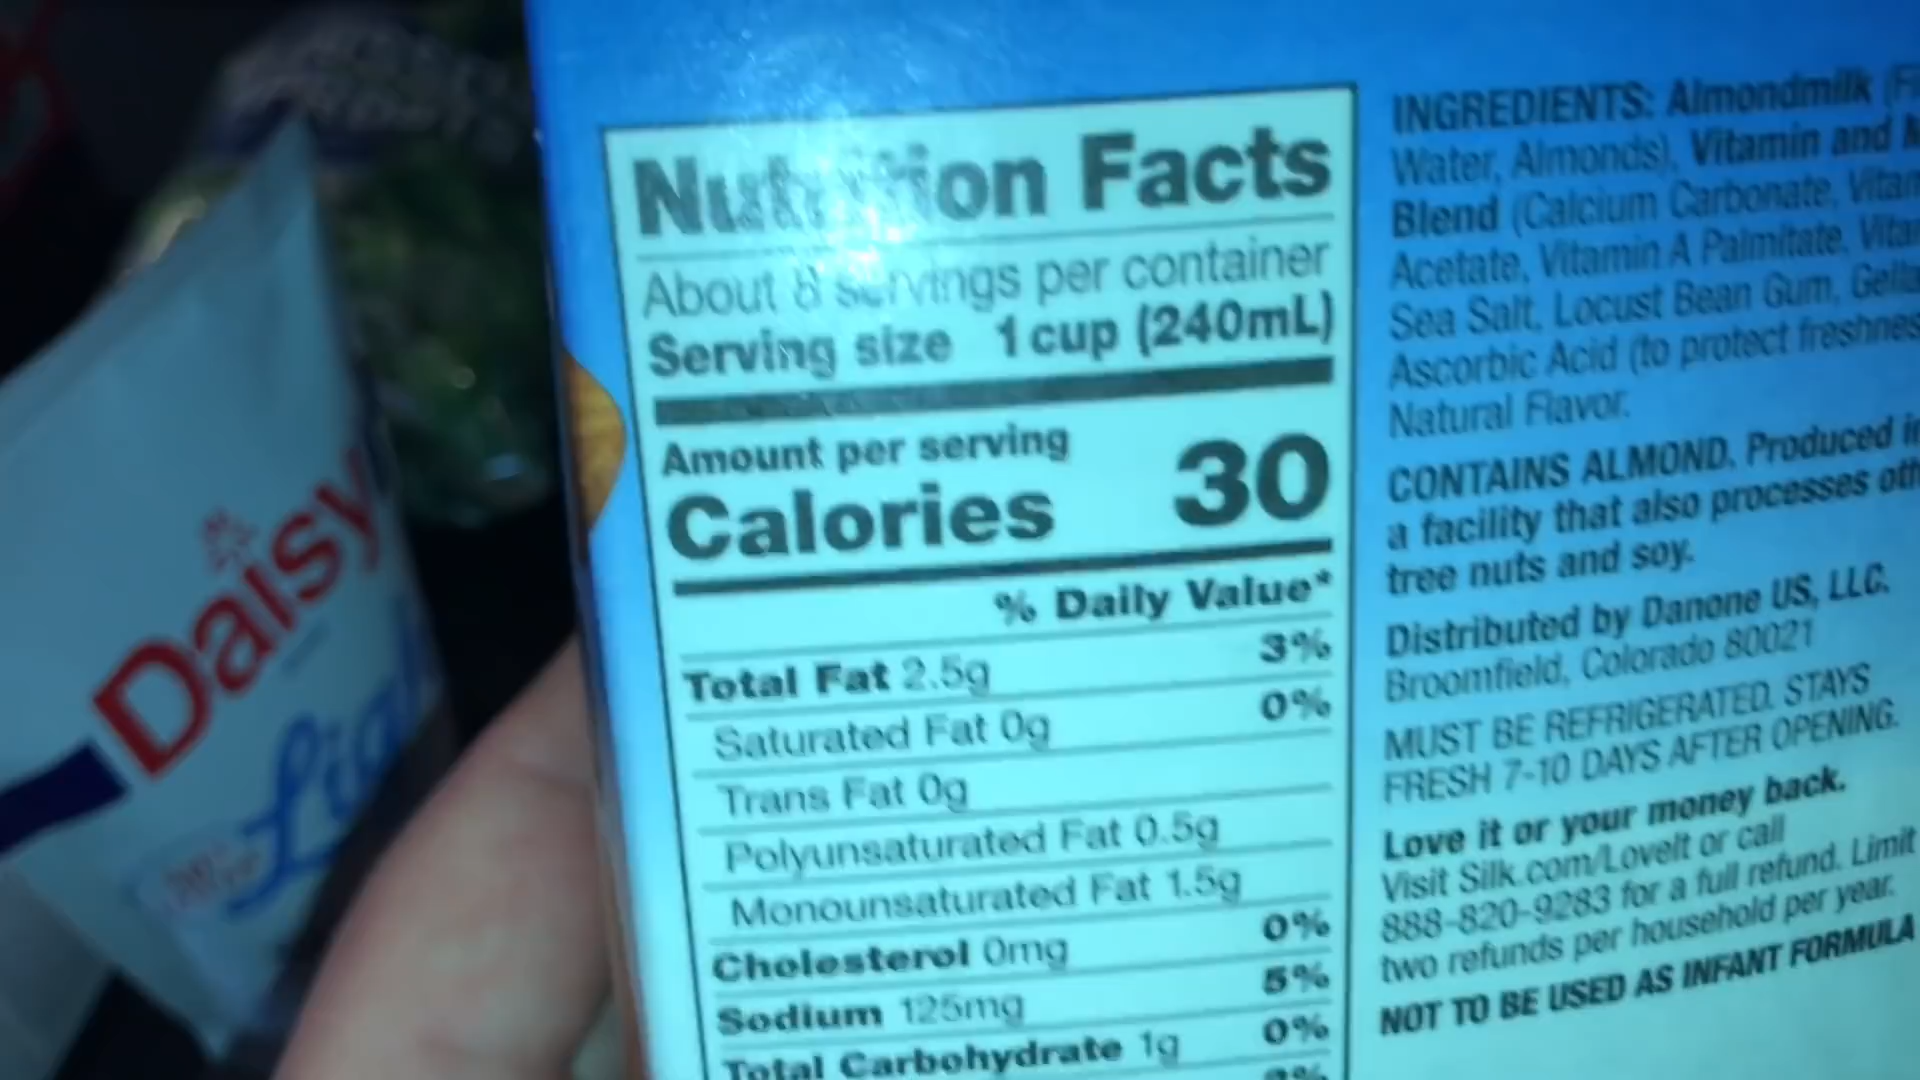 Daisy
Light
Nutrition Facts
About 8 servings per container
Serving size 1 cup (240mL)
Amount per serving
Calories 30
% Daily Value*
Total Fat 2.5g 3%
Saturated Fat 0g 0%
Trans Fat 0g
Polyunsaturated Fat 0.5g
Monounsaturated Fat 1.5g
Cholesterol 0mg 0%
Sodium 125mg 5%
Total Carbohydrate 1g 0%
INGREDIENTS: Almondmilk
Water, Almonds), Vitamin and
Blend (Calcium Carbonate,
Acetate, Vitamin A Palmitate,
Sea Salt, Locust Bean Gum,
Ascorbic Acid (to protect
Natural Flavor.
CONTAINS ALMOND. Produced
a facility that also processes
tree nuts and soy.
Distributed by Danone US, LLC.
Broomfield, Colorado 80021
MUST BE REFRIGERATED. STAYS
FRESH 7-10 DAYS AFTER OPENING.
Love it or your money back.
Visit Silk.com/LoveIt or call
888-820-9283 for a full refund. Limit
two refunds per household per year.
NOT TO BE USED AS INFANT FORMULA